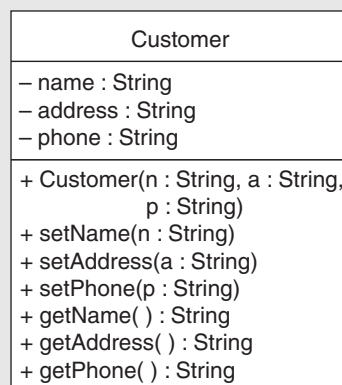 Customer
– name : String
– address : String
– phone : String
+ Customer(n : String, a : String,
p : String)
+ setName(n : String)
+ setAddress(a : String)
+ setPhone(p : String)
+ getName( ) : String
+ getAddress( ) : String
+ getPhone( ) : String